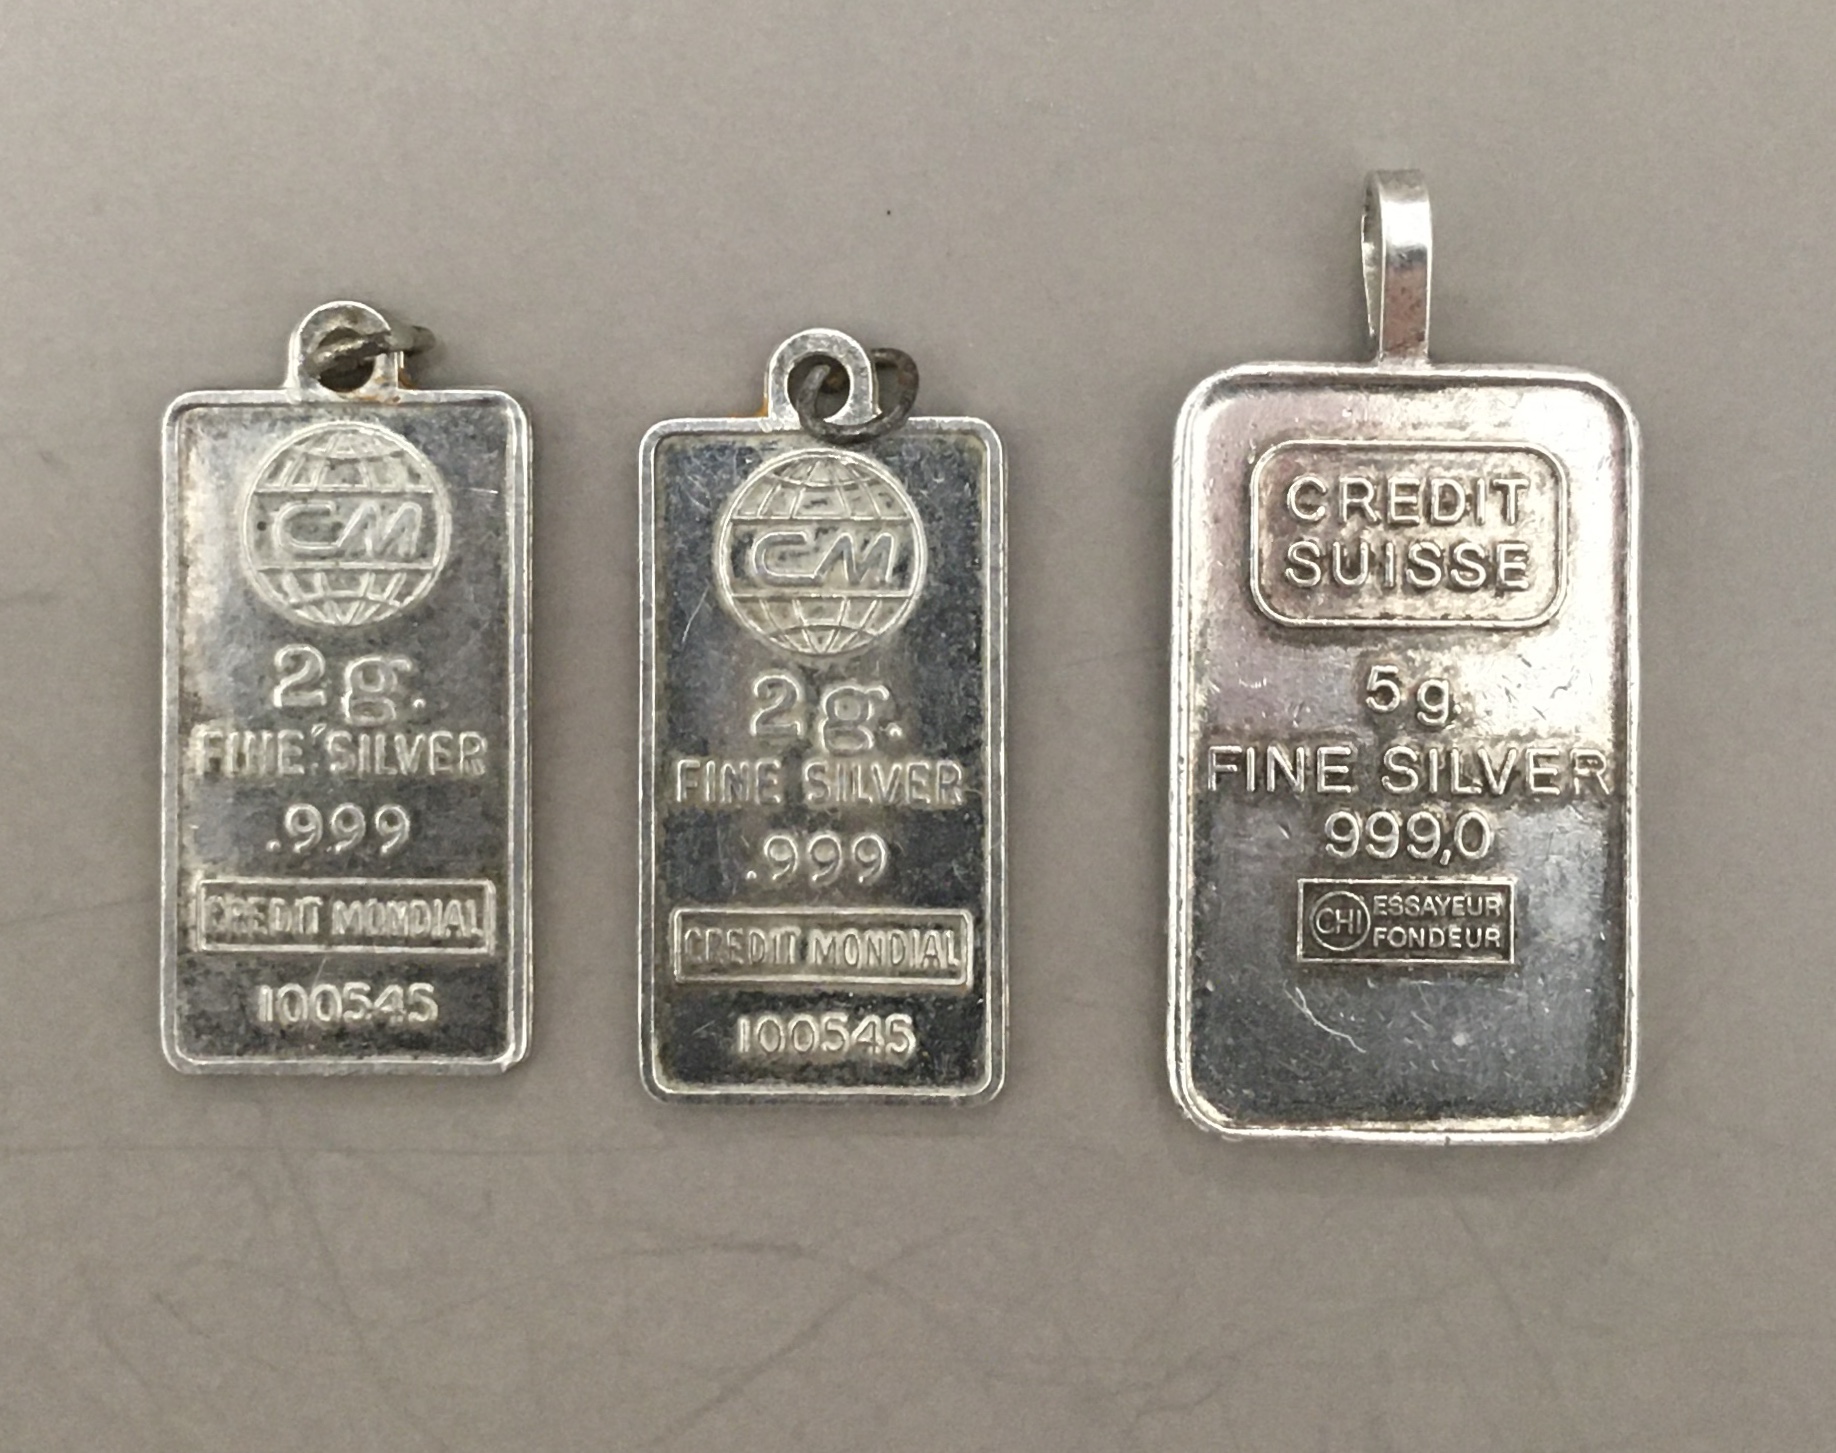 CM
2g.
FINE SILVER
.999
CREDIT MONDIAL
100545
CM
2g.
FINE SILVER
.999
CREDIT MONDIAL
100545
CREDIT
SUISSE
5g
FINE SILVER
999,0
CHI ESSAYEUR
FONDEUR